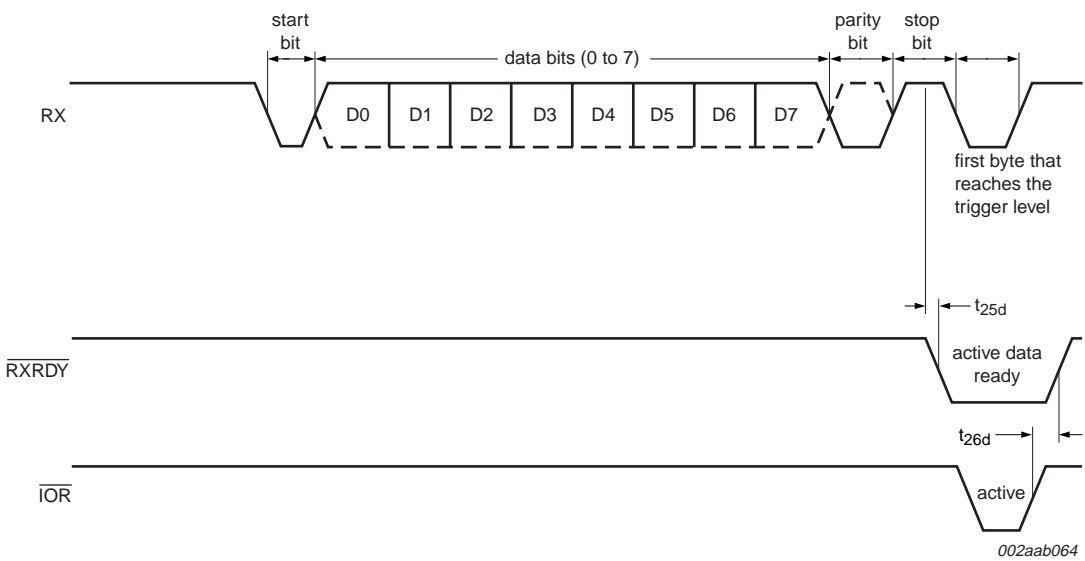 start
bit
data bits (0 to 7)
parity
bit
stop
bit
RX
D0 D1 D2 D3 D4 D5 D6 D7
first byte that
reaches the
trigger level
t25d
RXRDY
active data
ready
t26d
IOR
active
002aab064